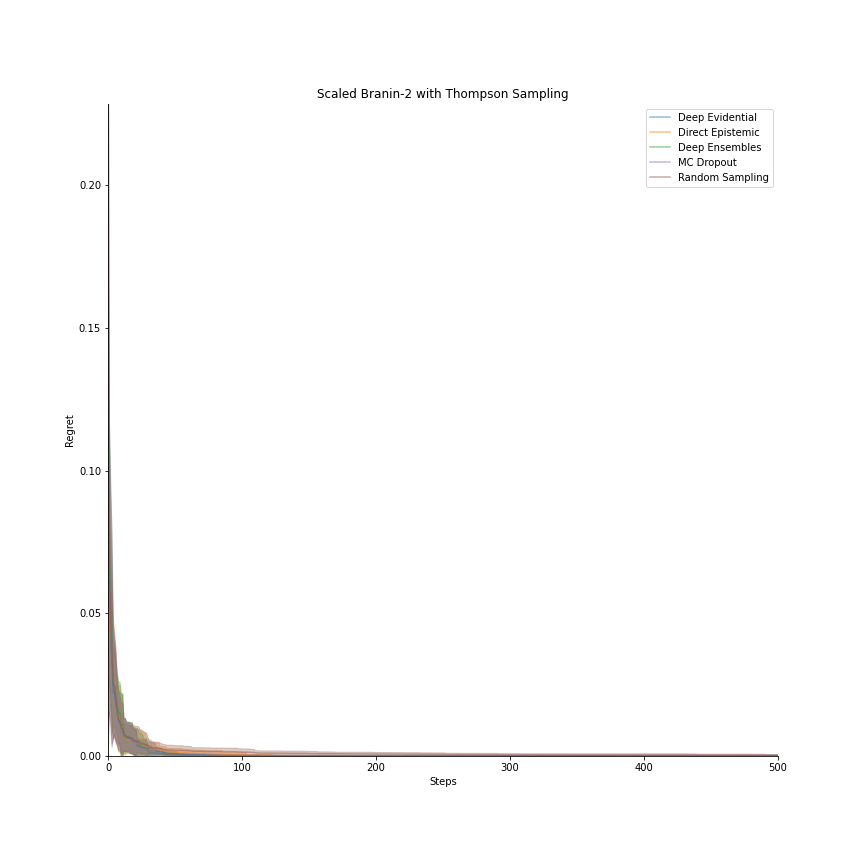 Scaled Branin-2 with Thompson Sampling
Deep Evidential
Direct Epistemic
Deep Ensembles
MC Dropout
Random Sampling
0.20
0.15
0.10
0.05
0.00
Regret
0 100 200 300 400 500
Steps